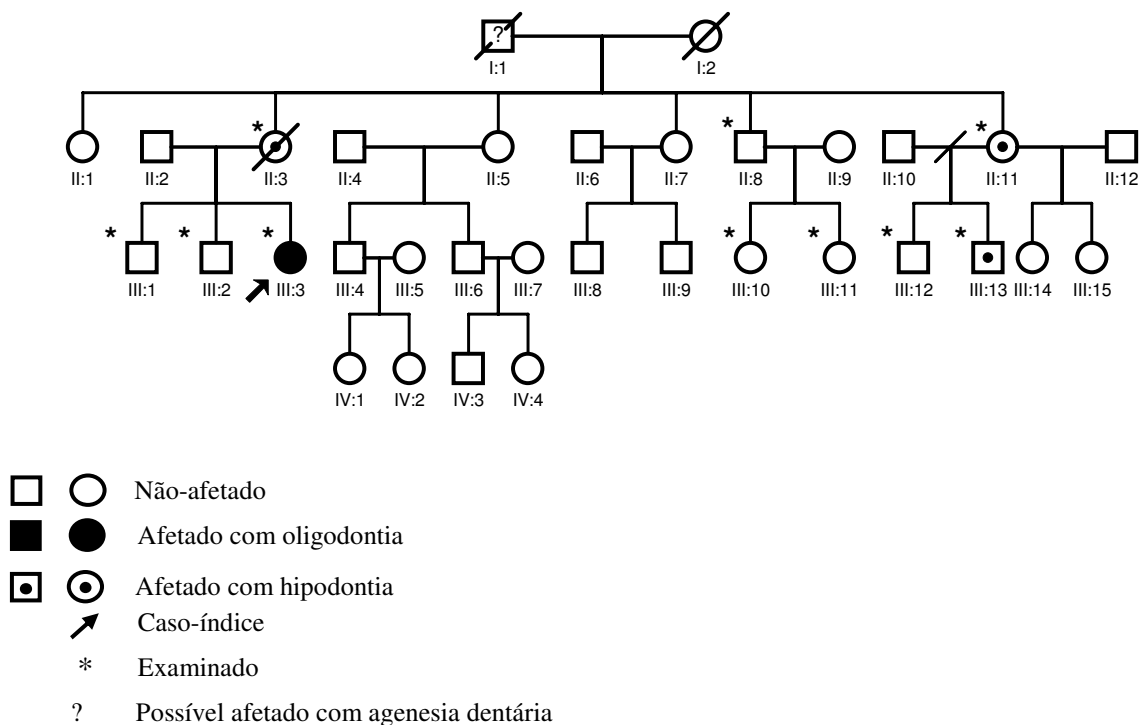 ?
I:1 I:2
* * *
II:1 II:2 II:3 II:4 II:5 II:6 II:7 II:8 II:9 II:10 II:11 II:12
* * * * * * *
III:1 III:2 III:3 III:4 III:5 III:6 III:7 III:8 III:9 III:10 III:11 III:12 III:13 III:14 III:15
IV:1 IV:2 IV:3 IV:4
Não-afetado
Afetado com oligodontia
Afetado com hipodontia
Caso-índice
* Examinado
? Possível afetado com agenesia dentária